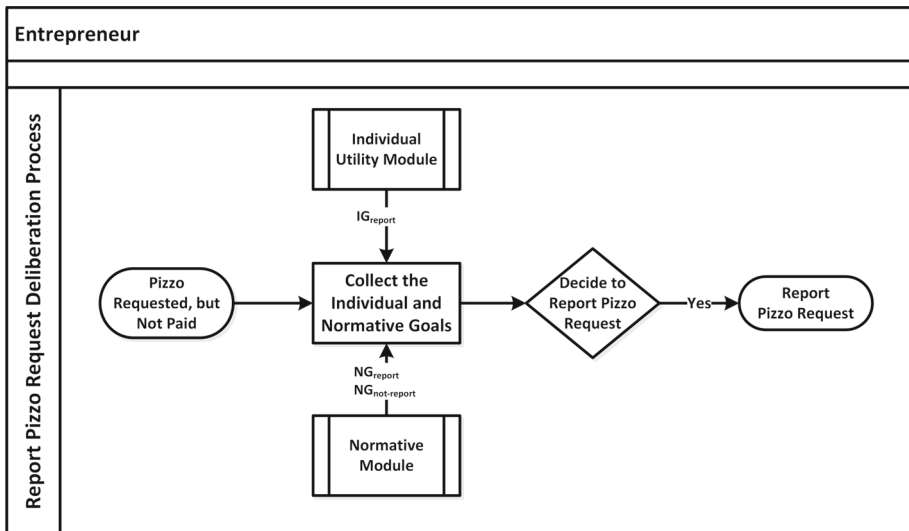 Entrepreneur
Report Pizzo Request Deliberation Process
Individual
Utility Module
IGreport
Pizzo
Requested, but
Not Paid
Collect the
Individual and
Normative Goals
Decide to
Report Pizzo
Request
Yes
Report
Pizzo Request
NGreport
NGnot-report
Normative
Module